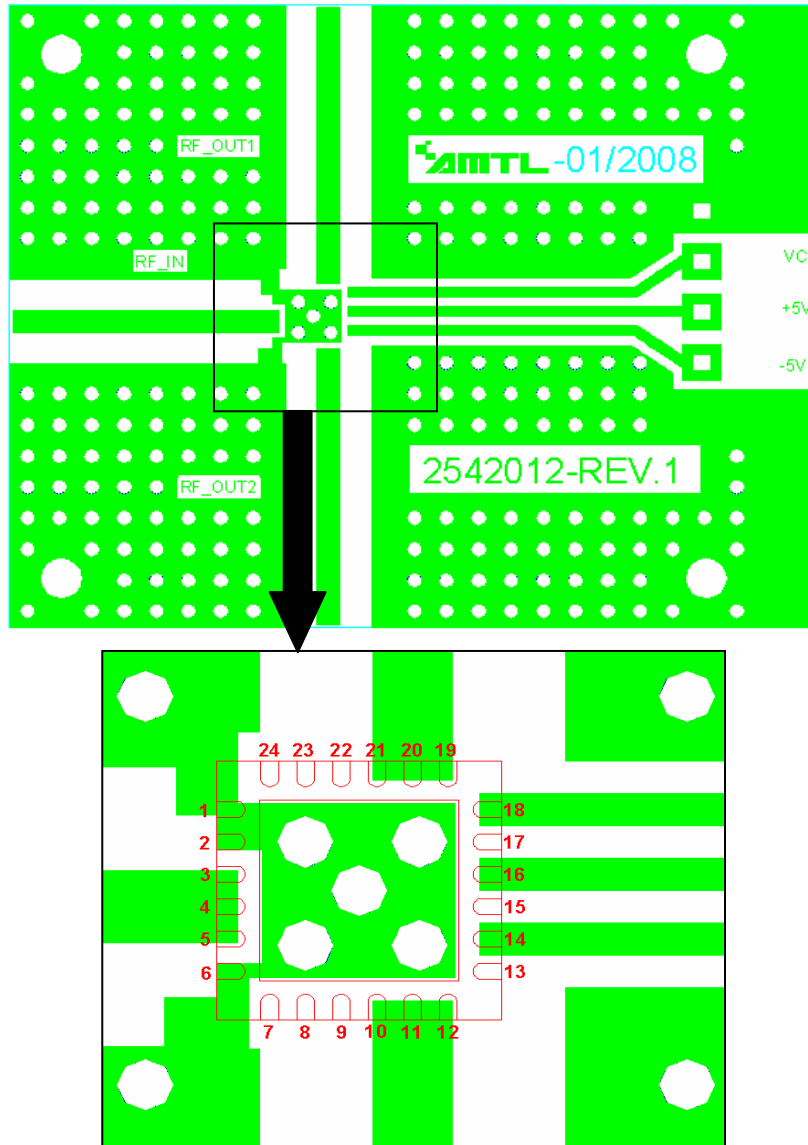 RF_OUT1
AMTL -01/2008
RF_IN
VC
+5V
-5V
2542012-REV.1
RF_OUT2
24 23 22 21 20 19
1 18
2 17
3 16
4 15
5 14
6 13
7 8 9 10 11 12